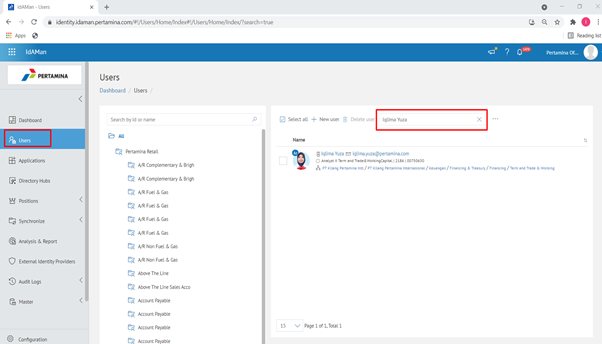 IdAMan - Users
identity.idaman.pertamina.com/#/Users/Home/Index#/Users/Home/Index/?search=true
Apps
Reading list
IdAMan
Pertamina Of...
PERTAMINA
Users
Dashboard / Users /
Dashboard
Users
Applications
Directory Hubs
Positions
Synchronize
Analysis & Report
External Identity Providers
Audit Logs
Master
Configuration
Search by id or name
All
Pertamina Retail
A/R Complementary & Brigh
A/R Complementary & Brigh
A/R Fuel & Gas
A/R Fuel & Gas
A/R Fuel & Gas
A/R Fuel & Gas
A/R Non Fuel & Gas
A/R Non Fuel & Gas
Above The Line
Above The Line Sales Acco
Account Payable
Account Payable
Account Payable
Account Payable
Select all + New user Delete user Iqlima Yuza
Name
Iqlima Yuza iqlima.yuza@pertamina.com
Analyst II Term and Trade&WorkingCapital | 2186 | 00750650
PT Kilang Pertamina Int / PT Kilang Pertamina Internasional / Keuangan / Financing & Treasury / Financing / Term and Trade & Working
15 Page 1 of 1, Total 1